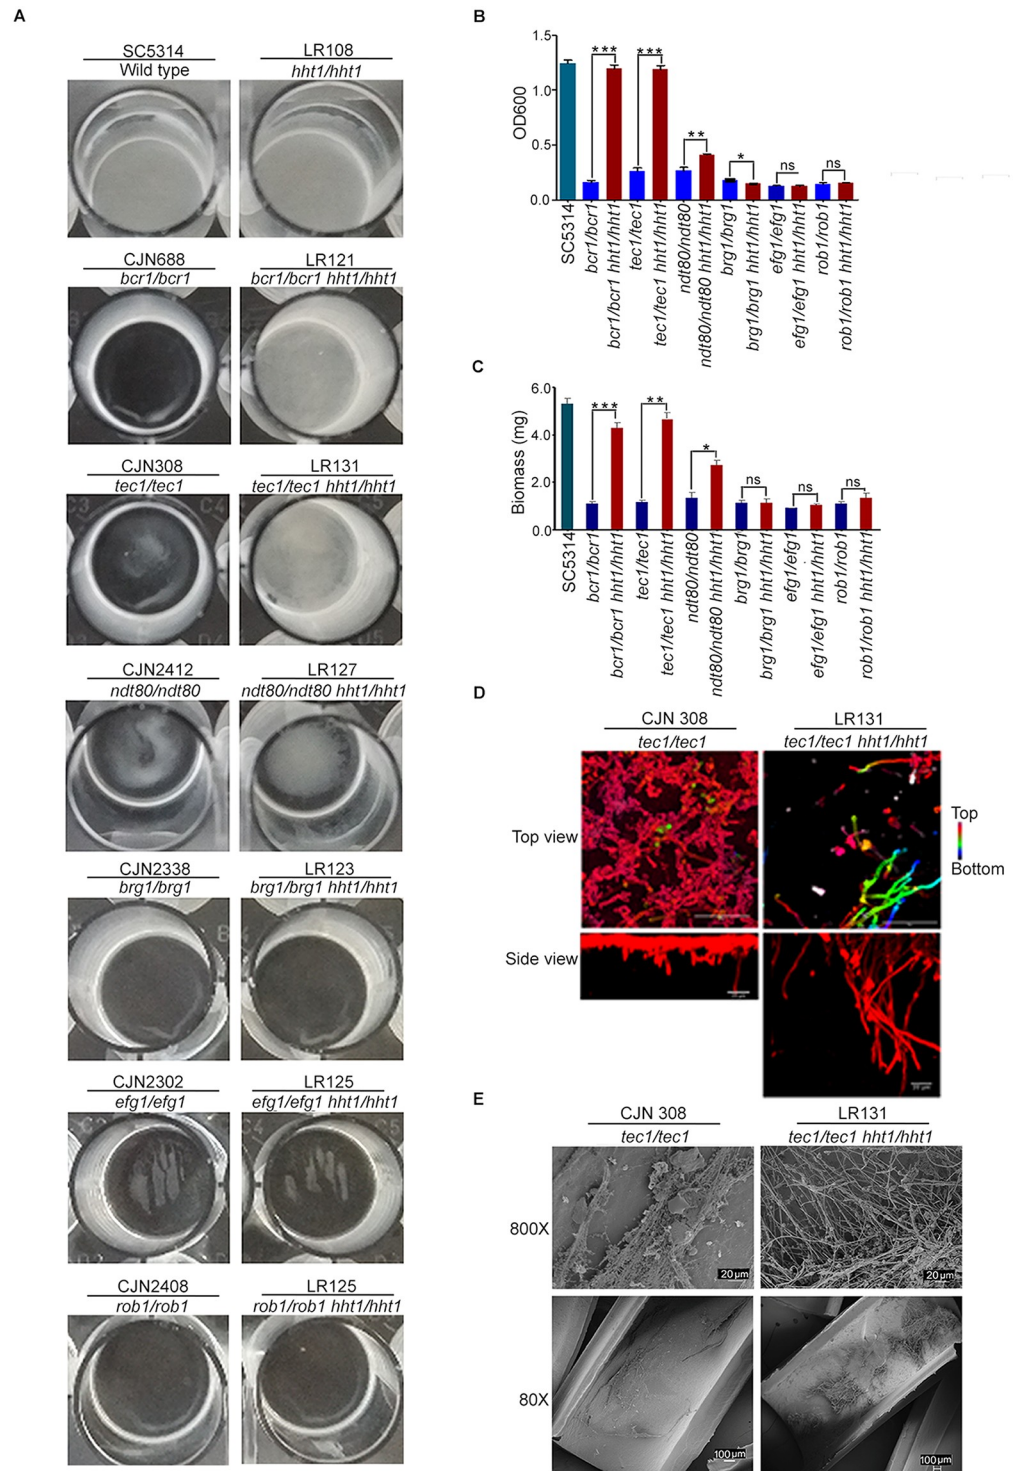 A
SC5314
Wild type
LR108
hht1/hht1
CJN688
bcr1/bcr1
LR121
bcr1/bcr1 hht1/hht1
CJN308
tec1/tec1
LR131
tec1/tec1 hht1/hht1
CJN2412
ndt80/ndt80
LR127
ndt80/ndt80 hht1/hht1
CJN2338
brg1/brg1
LR123
brg1/brg1 hht1/hht1
CJN2302
efg1/efg1
LR125
efg1/efg1 hht1/hht1
CJN2408
rob1/rob1
LR125
rob1/rob1 hht1/hht1
B
OD600
1.5
1.0
0.5
0.0
***
***
**
*
ns
ns
SC5314
bcr1/bcr1
bcr1/bcr1 hht1/hht1
tec1/tec1
tec1/tec1 hht1/hht1
ndt80/ndt80
ndt80/ndt80 hht1/hht1
brg1/brg1
brg1/brg1 hht1/hht1
efg1/efg1
efg1/efg1 hht1/hht1
rob1/rob1
rob1/rob1 hht1/hht1
C
Biomass (mg)
6.0
4.0
2.0
0.0
***
**
*
ns
ns
ns
SC5314
bcr1/bcr1
bcr1/bcr1 hht1/hht1
tec1/tec1
tec1/tec1 hht1/hht1
ndt80/ndt80
ndt80/ndt80 hht1/hht1
brg1/brg1
brg1/brg1 hht1/hht1
efg1/efg1
efg1/efg1 hht1/hht1
rob1/rob1
rob1/rob1 hht1/hht1
D
CJN 308
tec1/tec1
LR131
tec1/tec1 hht1/hht1
Top view
Side view
Top
Bottom
E
CJN 308
tec1/tec1
LR131
tec1/tec1 hht1/hht1
800X
20 µm
20 µm
80X
100 µm
100 µm